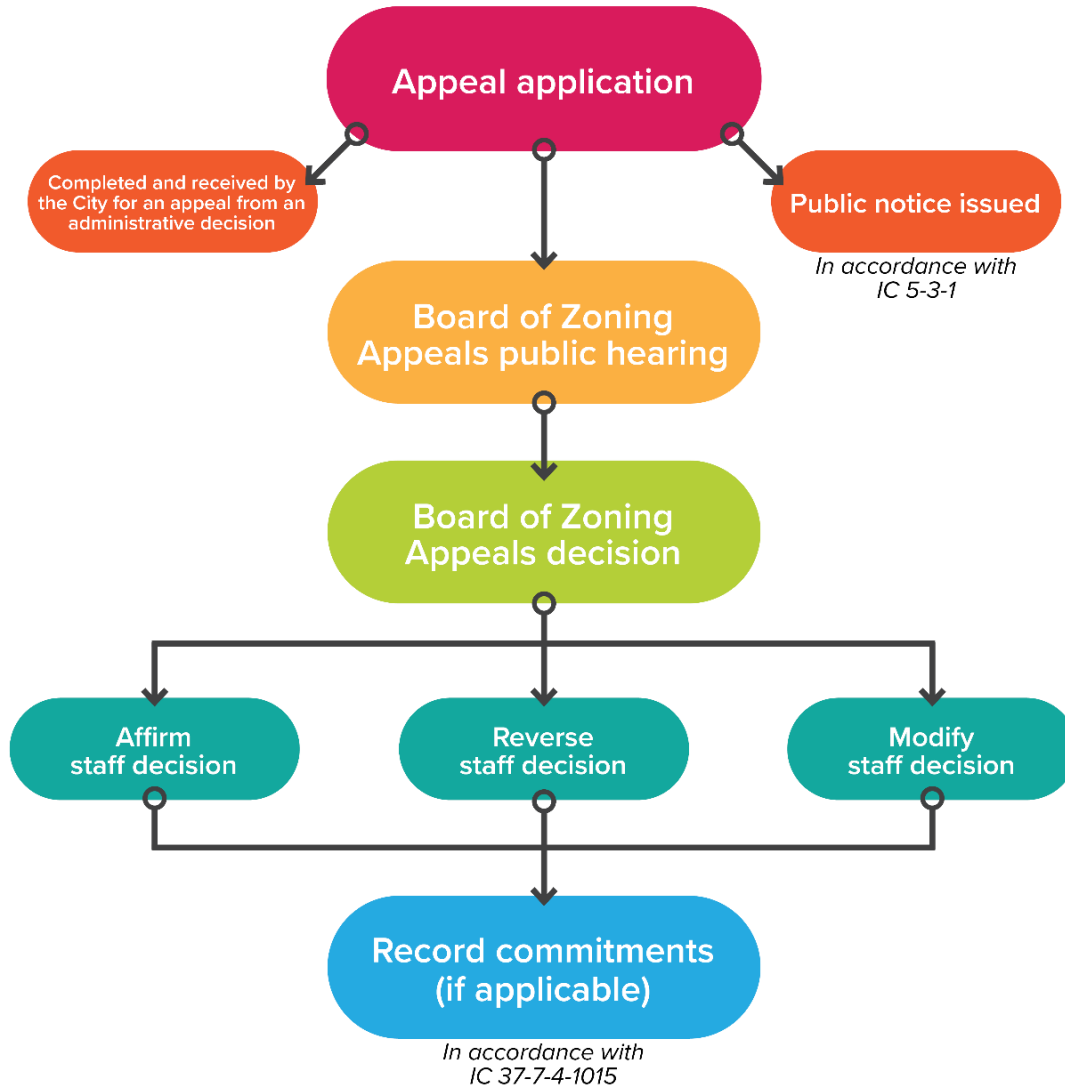 Appeal application
Completed and received by
the City for an appeal from an
administrative decision
Public notice issued
In accordance with
IC 5-3-1
Board of Zoning
Appeals public hearing
Board of Zoning
Appeals decision
Affirm
staff decision
Reverse
staff decision
Modify
staff decision
Record commitments
(if applicable)
In accordance with
IC 37-7-4-1015